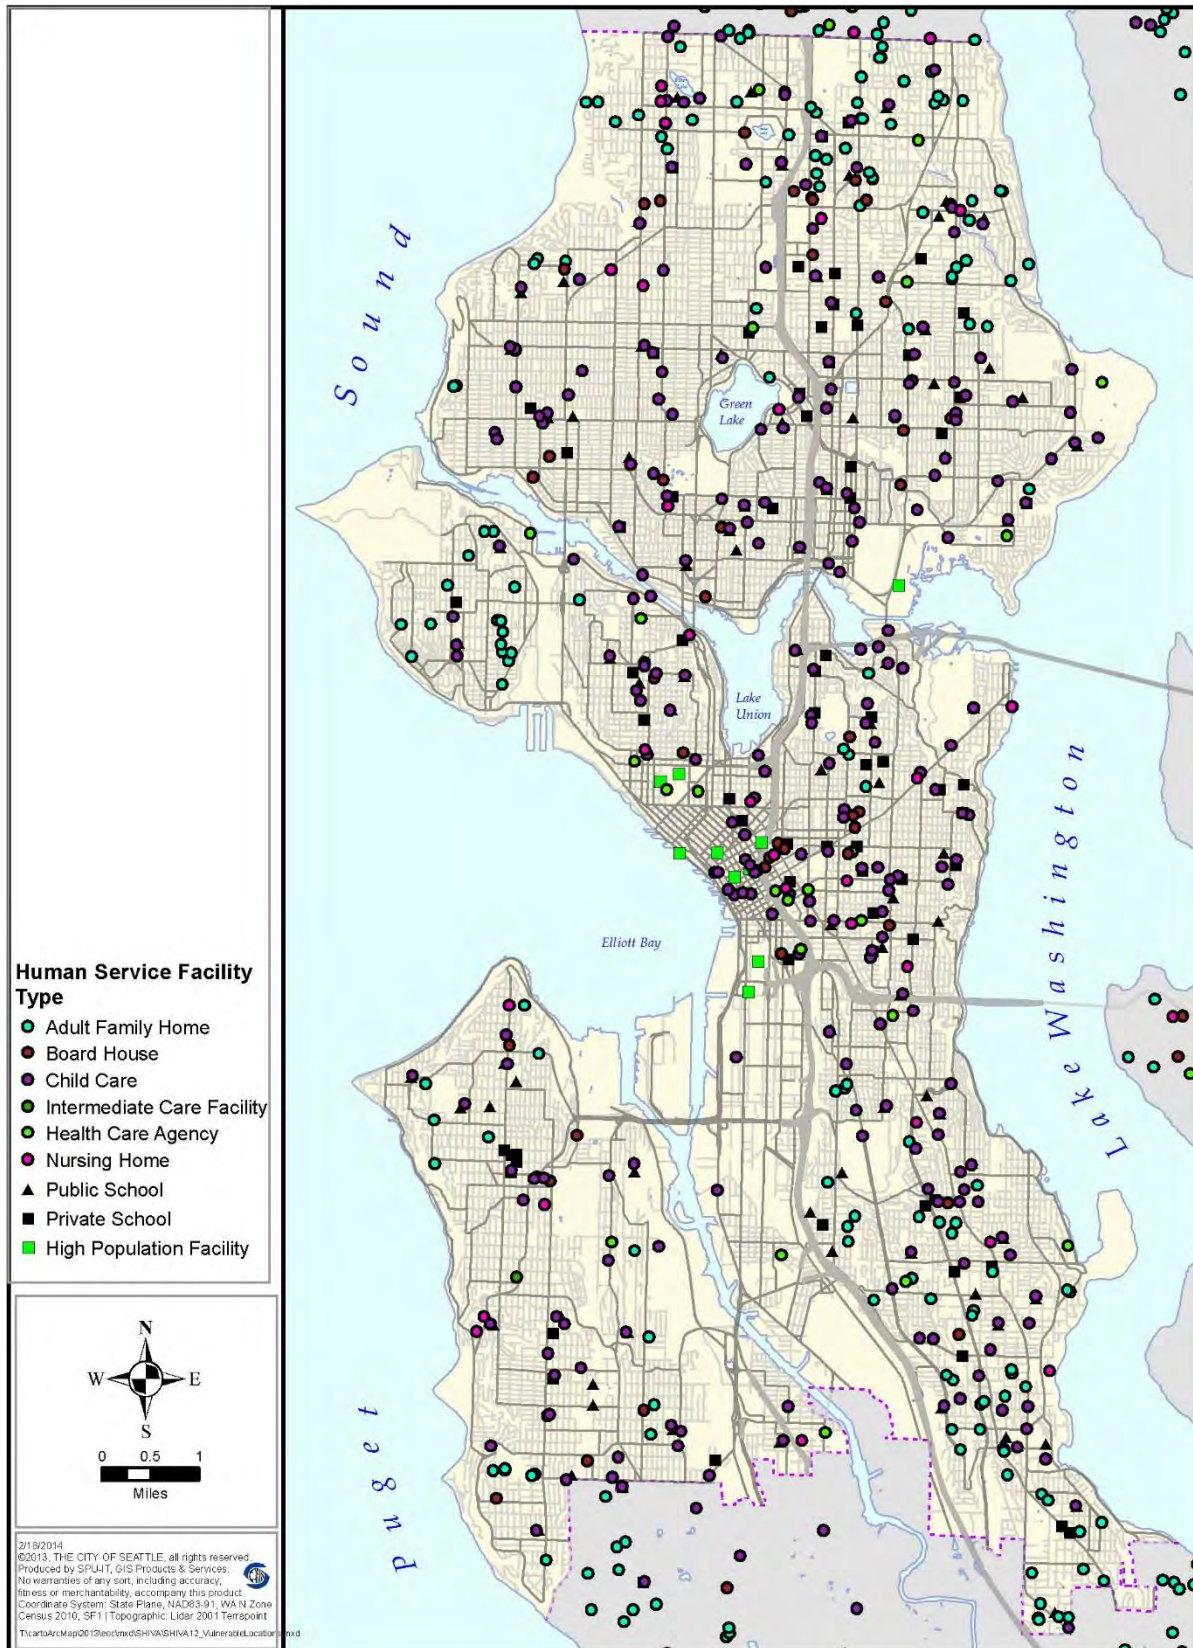 Sound
Green
Lake
Lake
Union
Elliott Bay
Lake Washington
Puget
Human Service Facility
Type
Adult Family Home
Board House
Child Care
Intermediate Care Facility
Health Care Agency
Nursing Home
Public School
Private School
High Population Facility
N
W E
S
0 0.5 1
Miles
2/18/2014
©2013, THE CITY OF SEATTLE, all rights reserved.
Produced by SPU-IT, GIS Products & Services.
No warranties of any sort, including accuracy,
fitness or merchantability, accompany this product.
Coordinate System: State Plane, NAD83-91, WA N Zone
Census 2010, SF1 | Topographic: Lidar 2001 Terrapoint